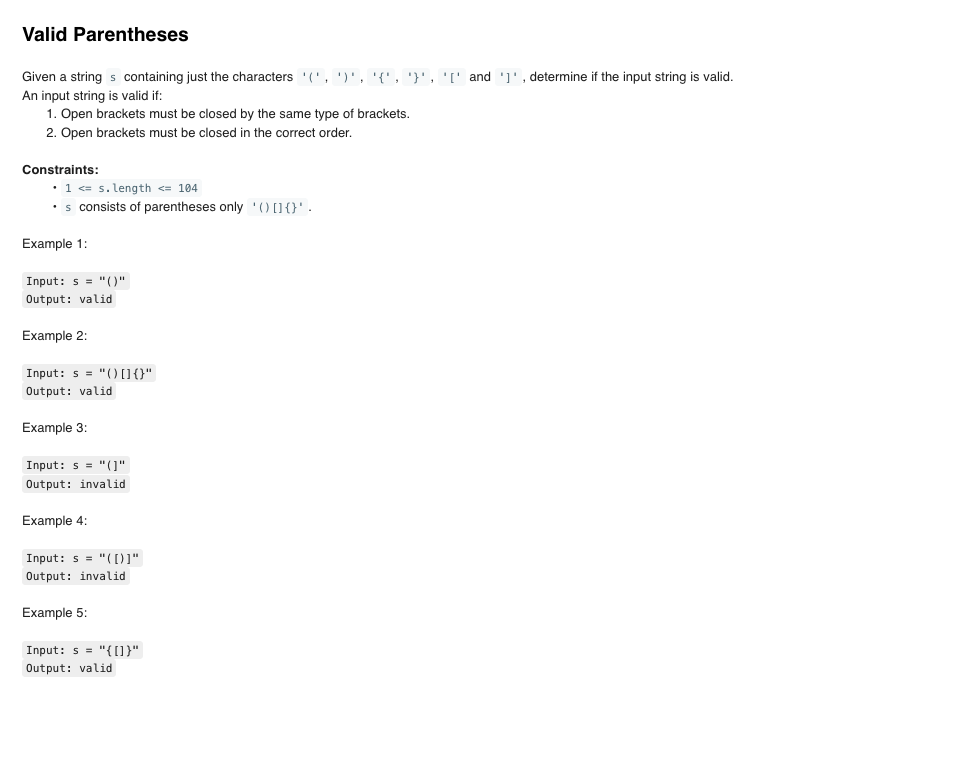 Valid Parentheses
Given a string s containing just the characters '(', ')', '{', '}', '[' and ']', determine if the input string is valid.
An input string is valid if:
1. Open brackets must be closed by the same type of brackets.
2. Open brackets must be closed in the correct order.
Constraints:
• 1 <= s.length <= 104
• s consists of parentheses only '()[]{}'.
Example 1:
Input: s = "()"
Output: valid
Example 2:
Input: s = "()[]{}"
Output: valid
Example 3:
Input: s = "(]"
Output: invalid
Example 4:
Input: s = "([)]"
Output: invalid
Example 5:
Input: s = "{[]}"
Output: valid